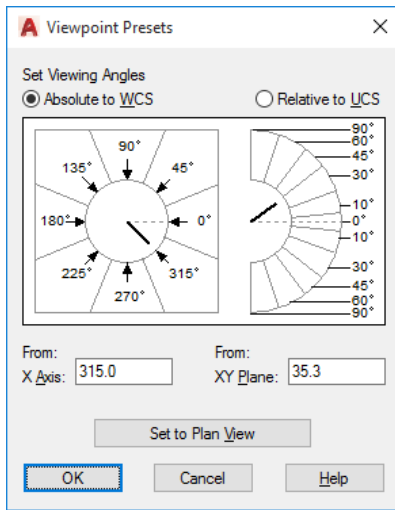 Viewpoint Presets
Set Viewing Angles
Absolute to WCS
Relative to UCS
90°
135°
45°
180°
0°
225°
315°
270°
90°
60°
45°
30°
10°
0°
10°
30°
45°
60°
90°
From:
X Axis: 315.0
From:
XY Plane: 35.3
Set to Plan View
OK
Cancel
Help